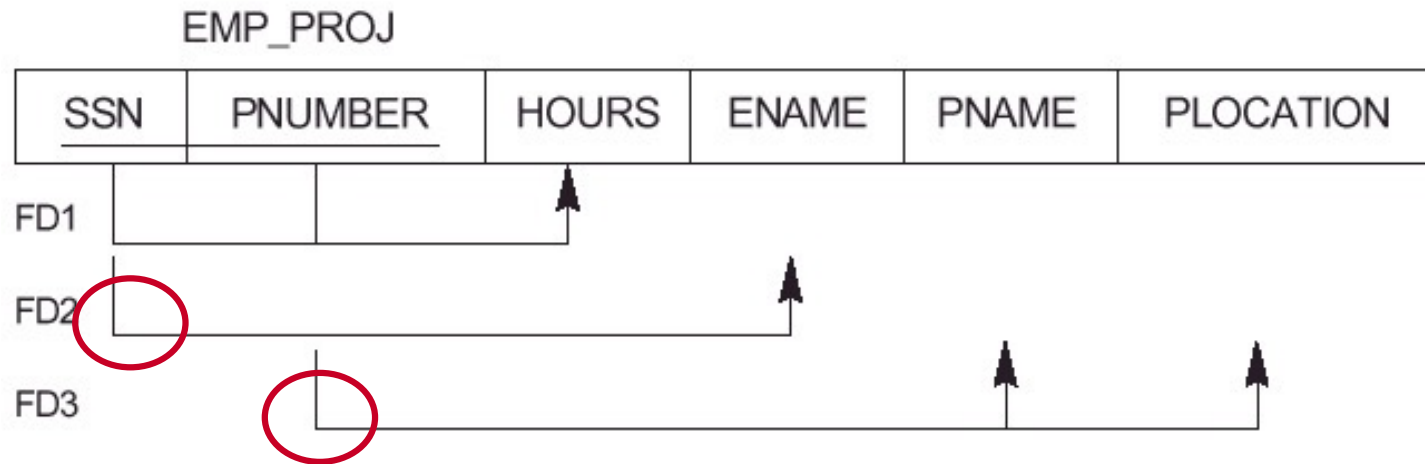 EMP_PROJ
SSN PNUMBER HOURS ENAME PNAME PLOCATION
FD1
FD2
FD3